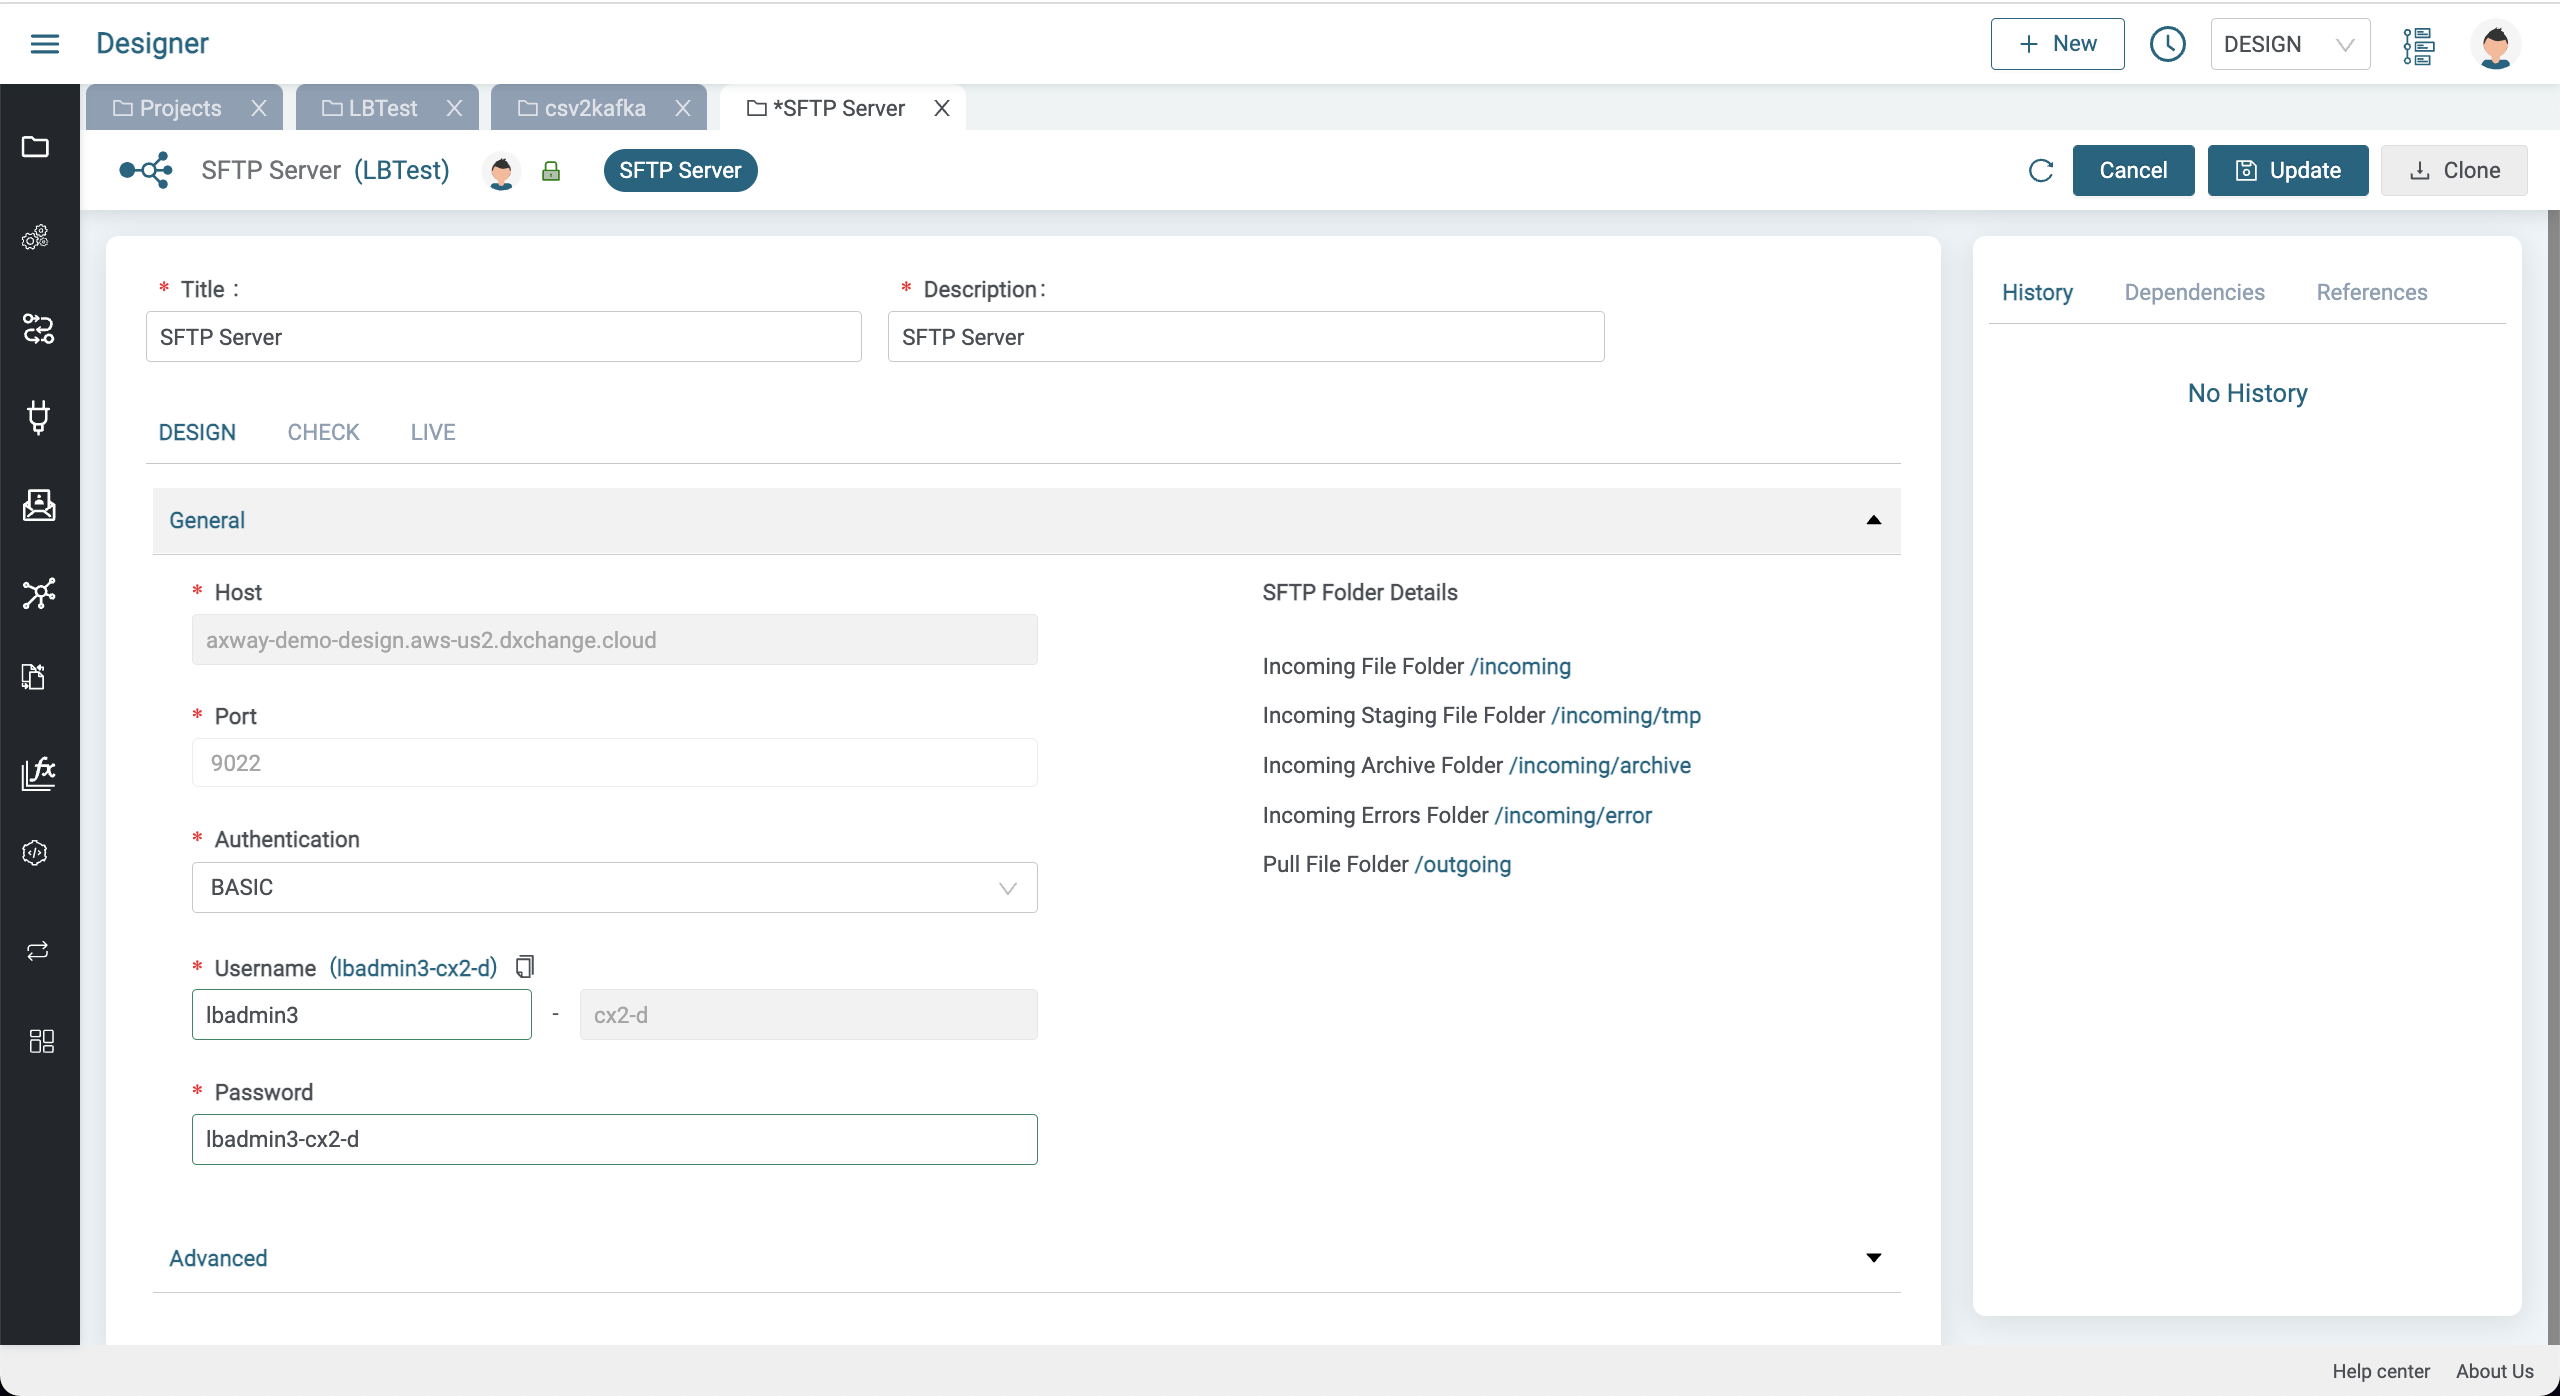 Designer
+ New
DESIGN
Projects X
LBTest X
csv2kafka X
*SFTP Server X
SFTP Server (LBTest)
SFTP Server
Cancel
Update
Clone
* Title :
SFTP Server
* Description:
SFTP Server
DESIGN CHECK LIVE
General
* Host
axway-demo-design.aws-us2.dxchange.cloud
* Port
9022
* Authentication
BASIC
* Username (lbadmin3-cx2-d)
lbadmin3 - cx2-d
* Password
lbadmin3-cx2-d
SFTP Folder Details
Incoming File Folder /incoming
Incoming Staging File Folder /incoming/tmp
Incoming Archive Folder /incoming/archive
Incoming Errors Folder /incoming/error
Pull File Folder /outgoing
Advanced
History Dependencies References
No History
Help center About Us